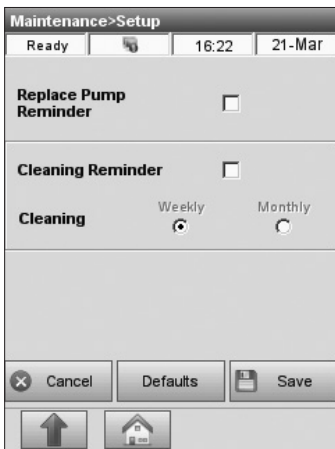 Maintenance>Setup
Ready 16:22 21-Mar
Replace Pump
Reminder
Cleaning Reminder
Weekly Monthly
Cleaning
Cancel Defaults Save